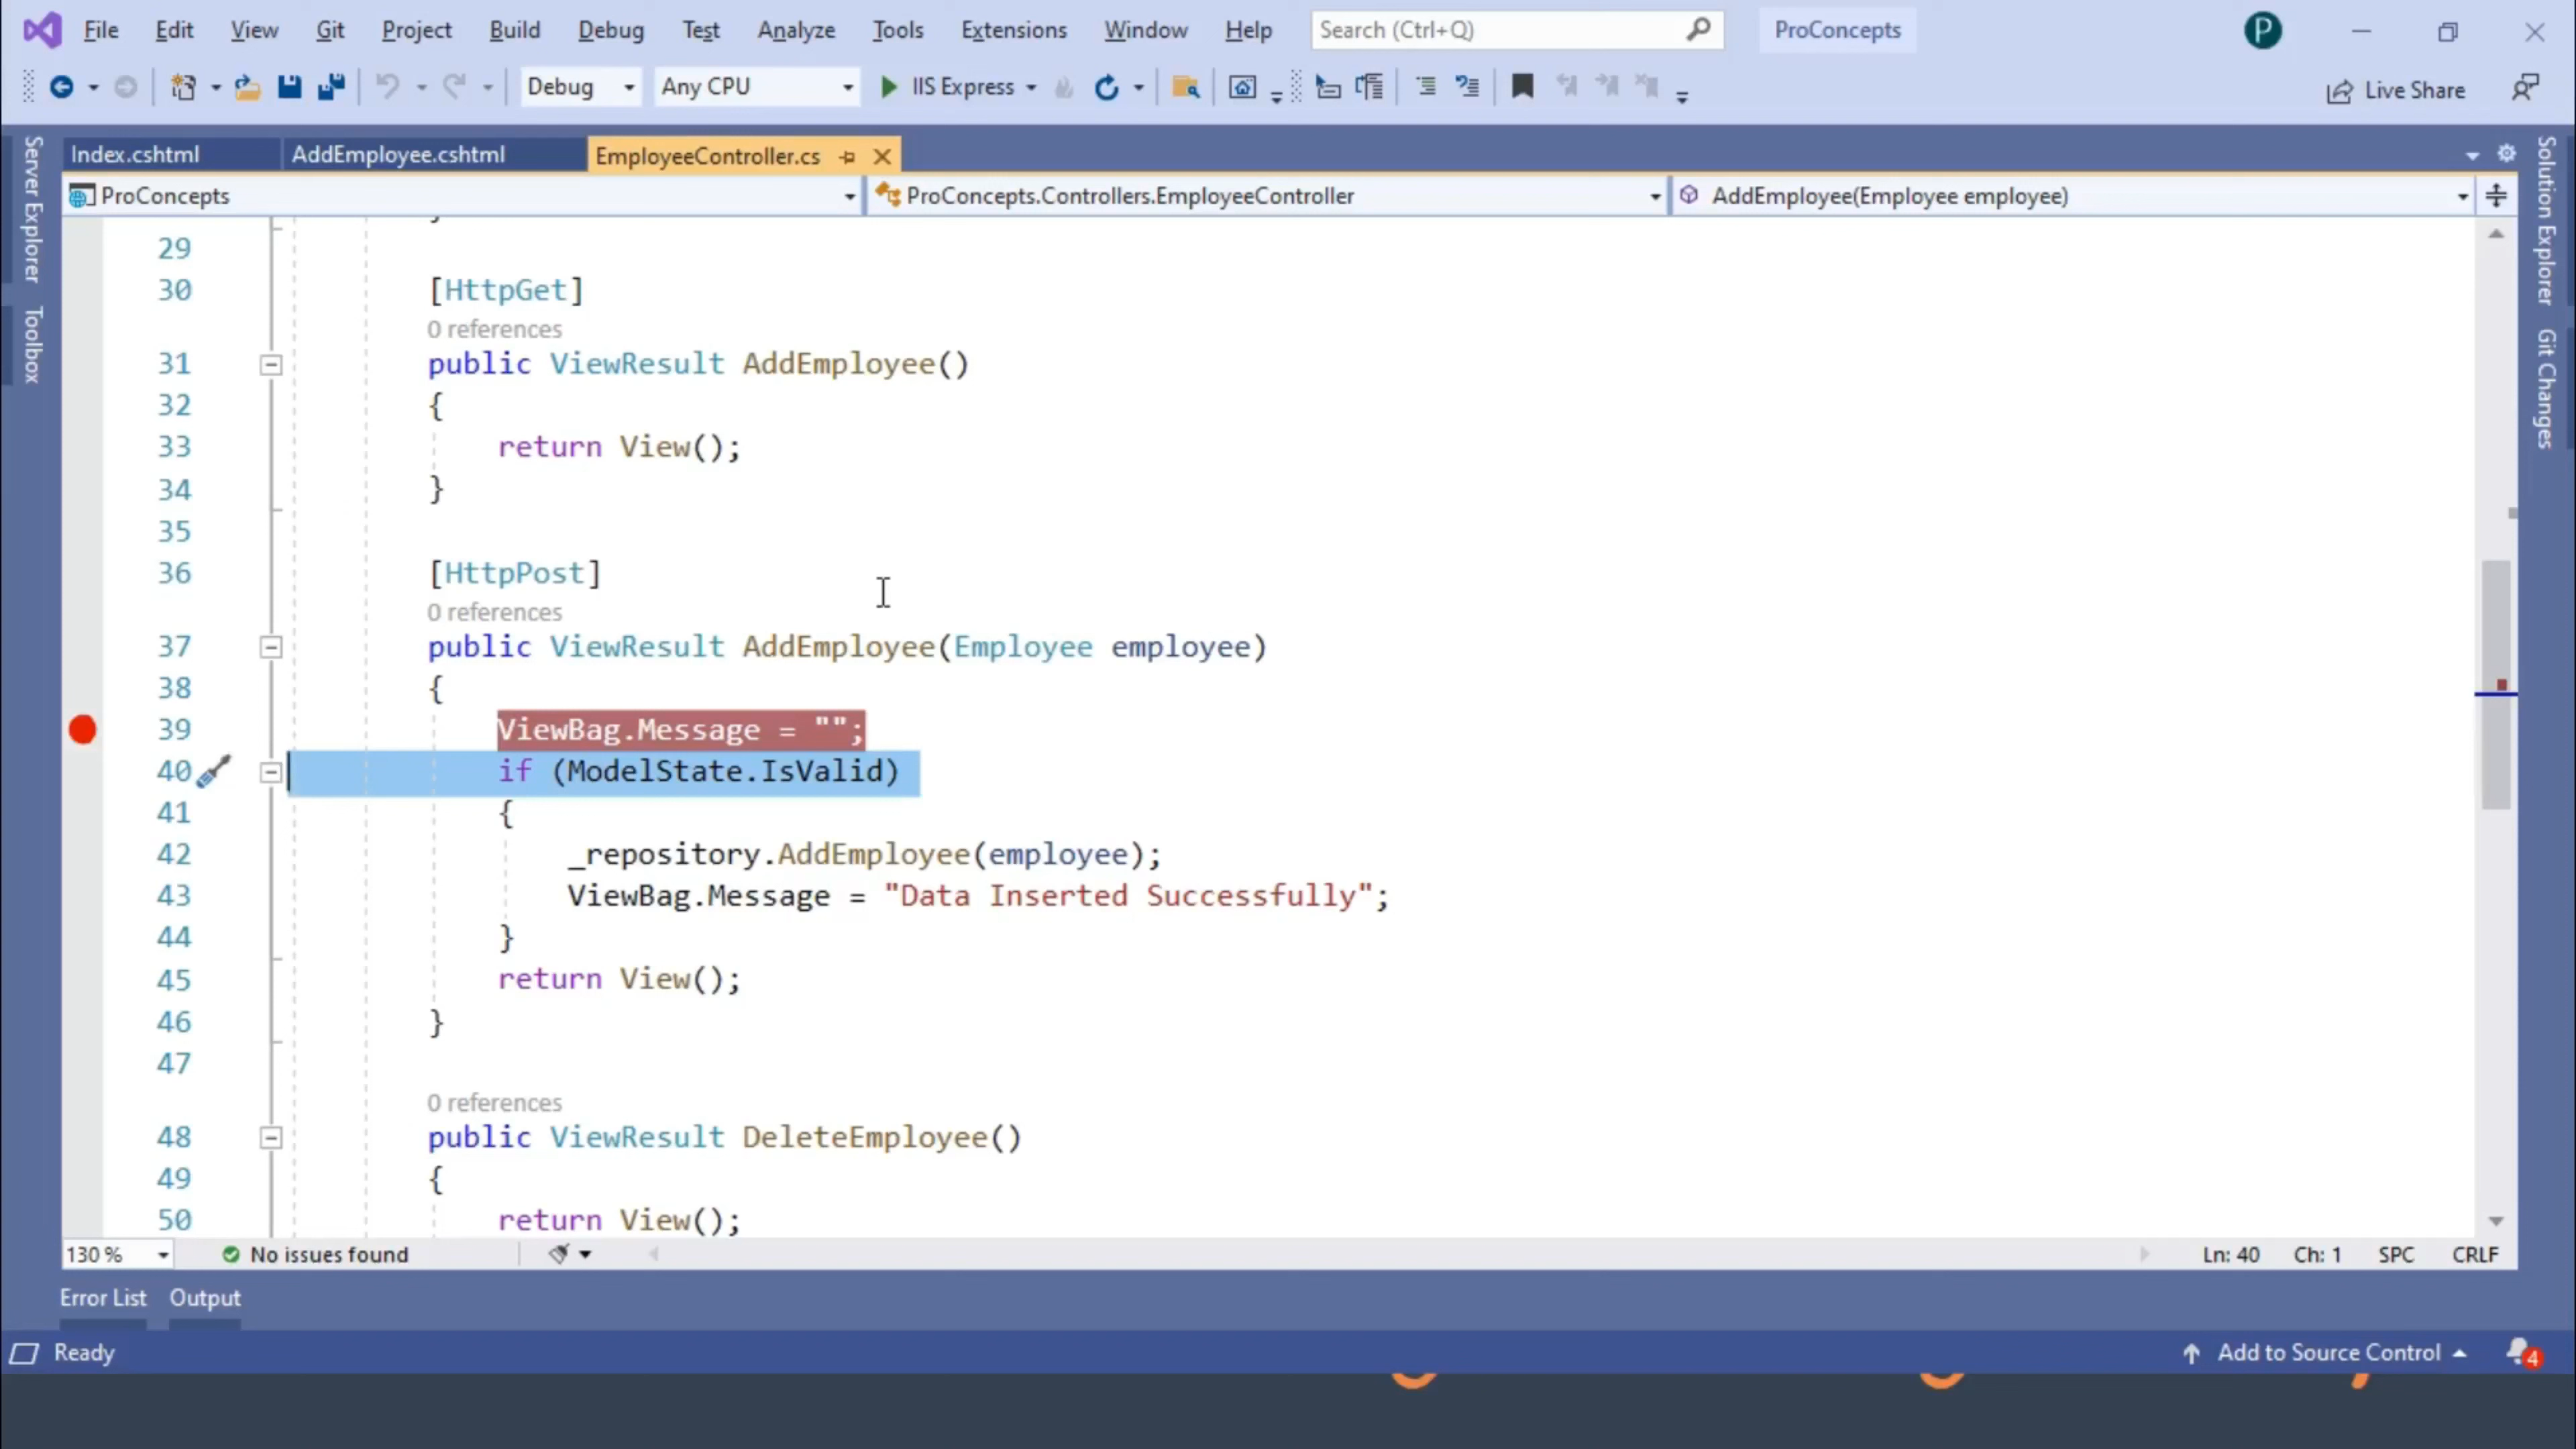 File Edit View Git Project Build Debug Test Analyze Tools Extensions Window Help Search (Ctrl+Q) ProConcepts P
Debug Any CPU IIS Express Live Share
Server Explorer
Toolbox
Index.cshtml AddEmployee.cshtml EmployeeController.cs
ProConcepts ProConcepts.Controllers.EmployeeController AddEmployee(Employee employee)
29
30 [HttpGet]
0 references
31 public ViewResult AddEmployee()
32 {
33 return View();
34 }
35
36 [HttpPost]
0 references
37 public ViewResult AddEmployee(Employee employee)
38 {
39 ViewBag.Message = "";
40 if (ModelState.IsValid)
41 {
42 _repository.AddEmployee(employee);
43 ViewBag.Message = "Data Inserted Successfully";
44 }
45 return View();
46 }
47
0 references
48 public ViewResult DeleteEmployee()
49 {
50 return View();
Solution Explorer
Git Changes
130 % No issues found Ln: 40 Ch: 1 SPC CRLF
Error List Output
Ready Add to Source Control 4